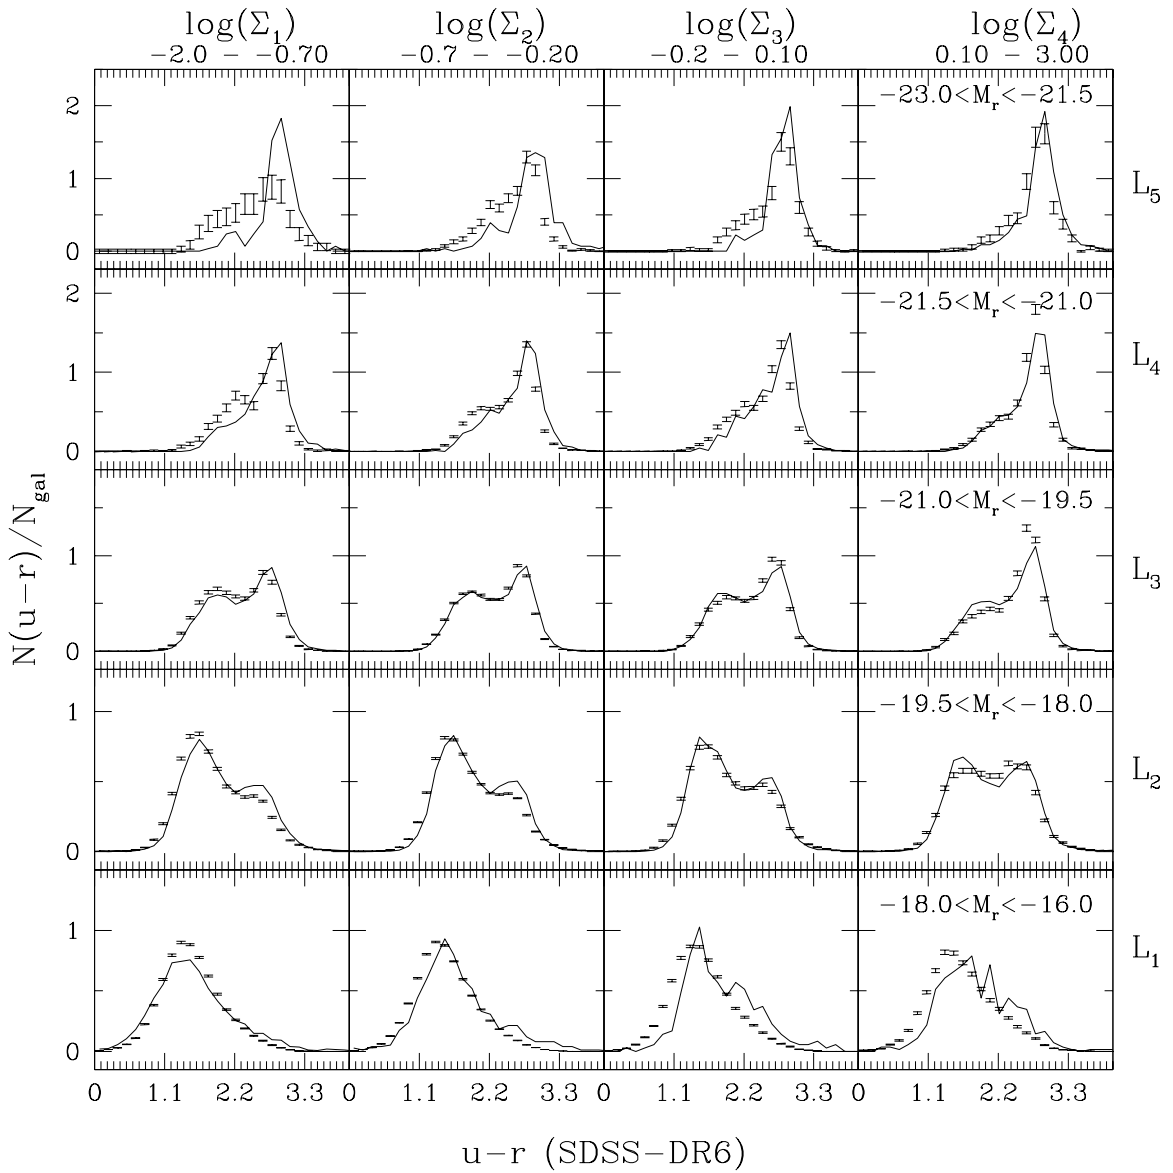 log(Σ₁) log(Σ₂) log(Σ₃) log(Σ₄)
−2.0 − −0.70 −0.7 − −0.20 −0.2 − 0.10 0.10 − 3.00
−23.0<Mᵣ<−21.5
2
1
0
L₅
−21.5<Mᵣ<−21.0
2
1
0
L₄
N(u−r)/N_gal
−21.0<Mᵣ<−19.5
1
0
L₃
−19.5<Mᵣ<−18.0
1
0
L₂
−18.0<Mᵣ<−16.0
1
0
L₁
0 1.1 2.2 3.3 0 1.1 2.2 3.3 0 1.1 2.2 3.3 0 1.1 2.2 3.3
u−r (SDSS−DR6)